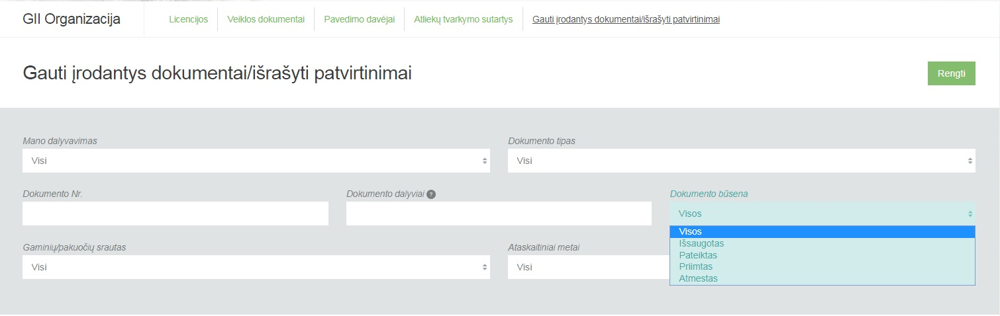 GII Organizacija
Licencijos
Veiklos dokumentai
Pavedimo davėjai
Atliekų tvarkymo sutartys
Gauti įrodantys dokumentai/išrašyti patvirtinimai
Gauti įrodantys dokumentai/išrašyti patvirtinimai
Rengti
Mano dalyvavimas
Visi
Dokumento tipas
Visi
Dokumento Nr.
Dokumento dalyviai ?
Dokumento būsena
Visos
Visos
Išsaugotas
Pateiktas
Priimtas
Atmestas
Gaminių/pakuočių srautas
Visi
Ataskaitiniai metai
Visi